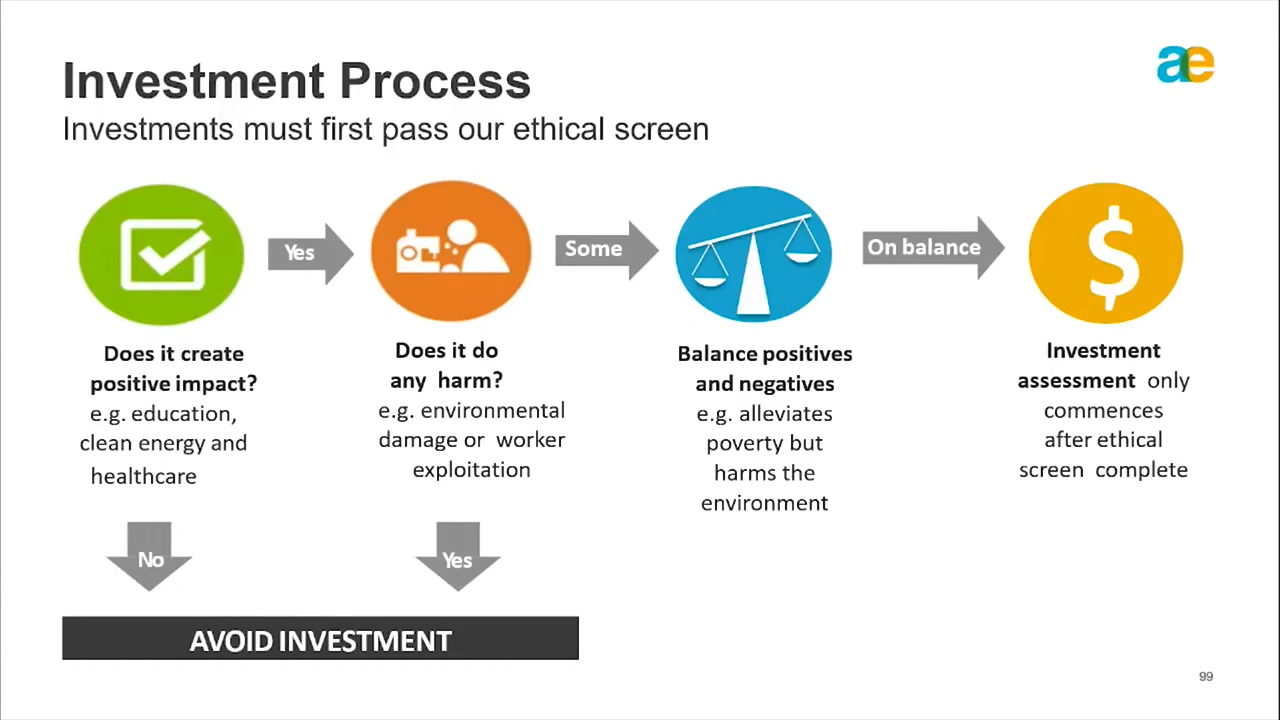 ae
Investment Process
Investments must first pass our ethical screen
Yes
Some
On balance
Does it create
positive impact?
e.g. education,
clean energy and
healthcare
Does it do
any harm?
e.g. environmental
damage or worker
exploitation
Balance positives
and negatives
e.g. alleviates
poverty but
harms the
environment
Investment
assessment only
commences
after ethical
screen complete
No
Yes
AVOID INVESTMENT
99